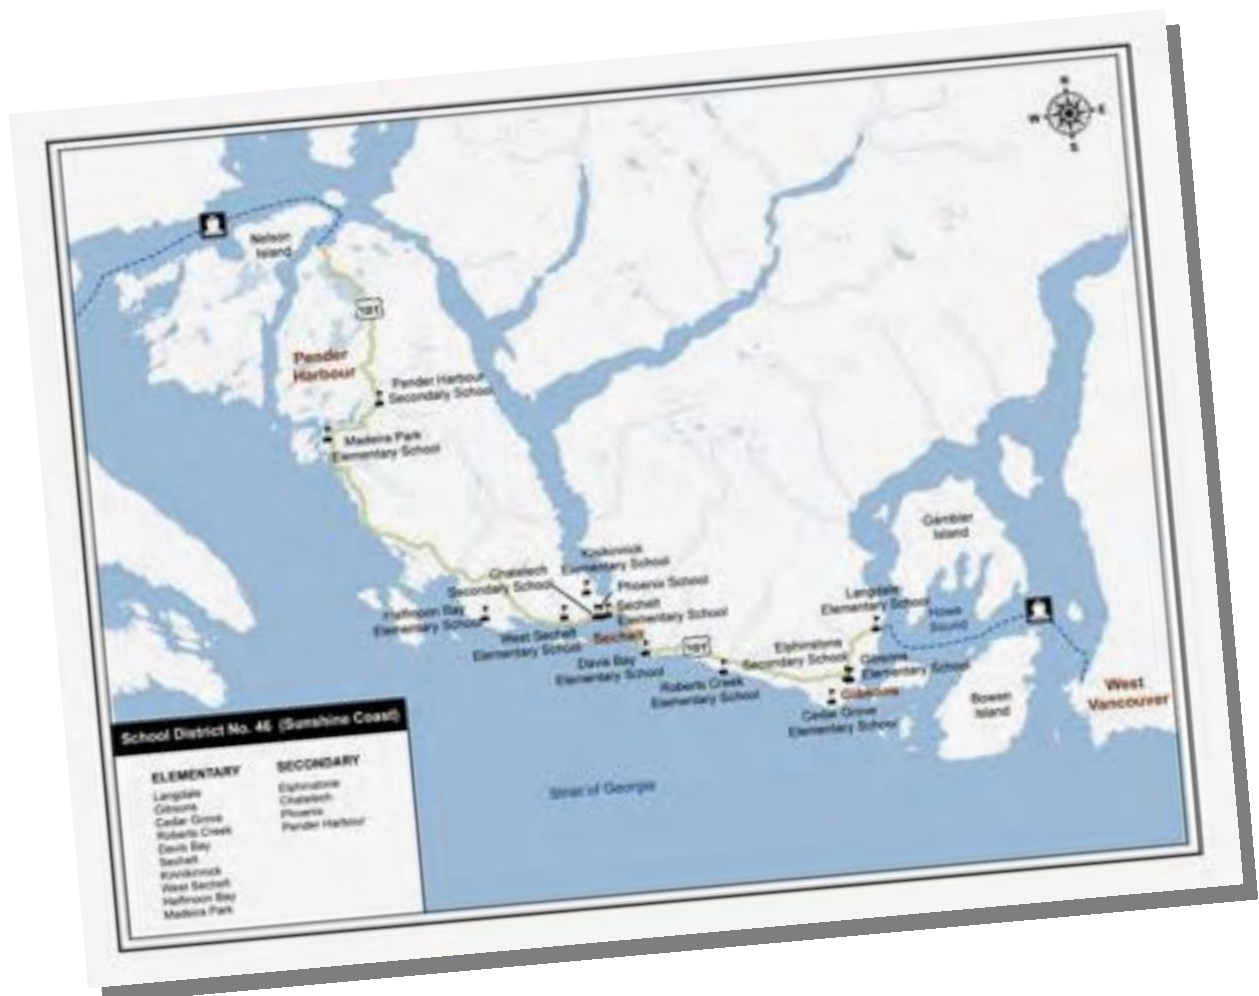 N
W
E
S
Nelson
Island
101
Pender
Harbour
Pender Harbour
Secondary School
Madeira Park
Elementary School
Gambier
Island
Kinnikinnick
Elementary School
Chatelech
Secondary School
Phoenix School
Sechelt
Elementary School
Halfmoon Bay
Elementary School
West Sechelt
Elementary School
Sechelt
Langdale
Elementary School
Howe
Sound
Davis Bay
Elementary School
101
Elphinstone
Secondary School
Gibsons
Elementary School
Roberts Creek
Elementary School
Gibsons
Cedar Grove
Elementary School
Bowen
Island
West
Vancouver
Strait of Georgia
School District No. 46 (Sunshine Coast)
ELEMENTARY
Langdale
Gibsons
Cedar Grove
Roberts Creek
Davis Bay
Sechelt
Kinnikinnick
West Sechelt
Halfmoon Bay
Madeira Park
SECONDARY
Elphinstone
Chatelech
Phoenix
Pender Harbour